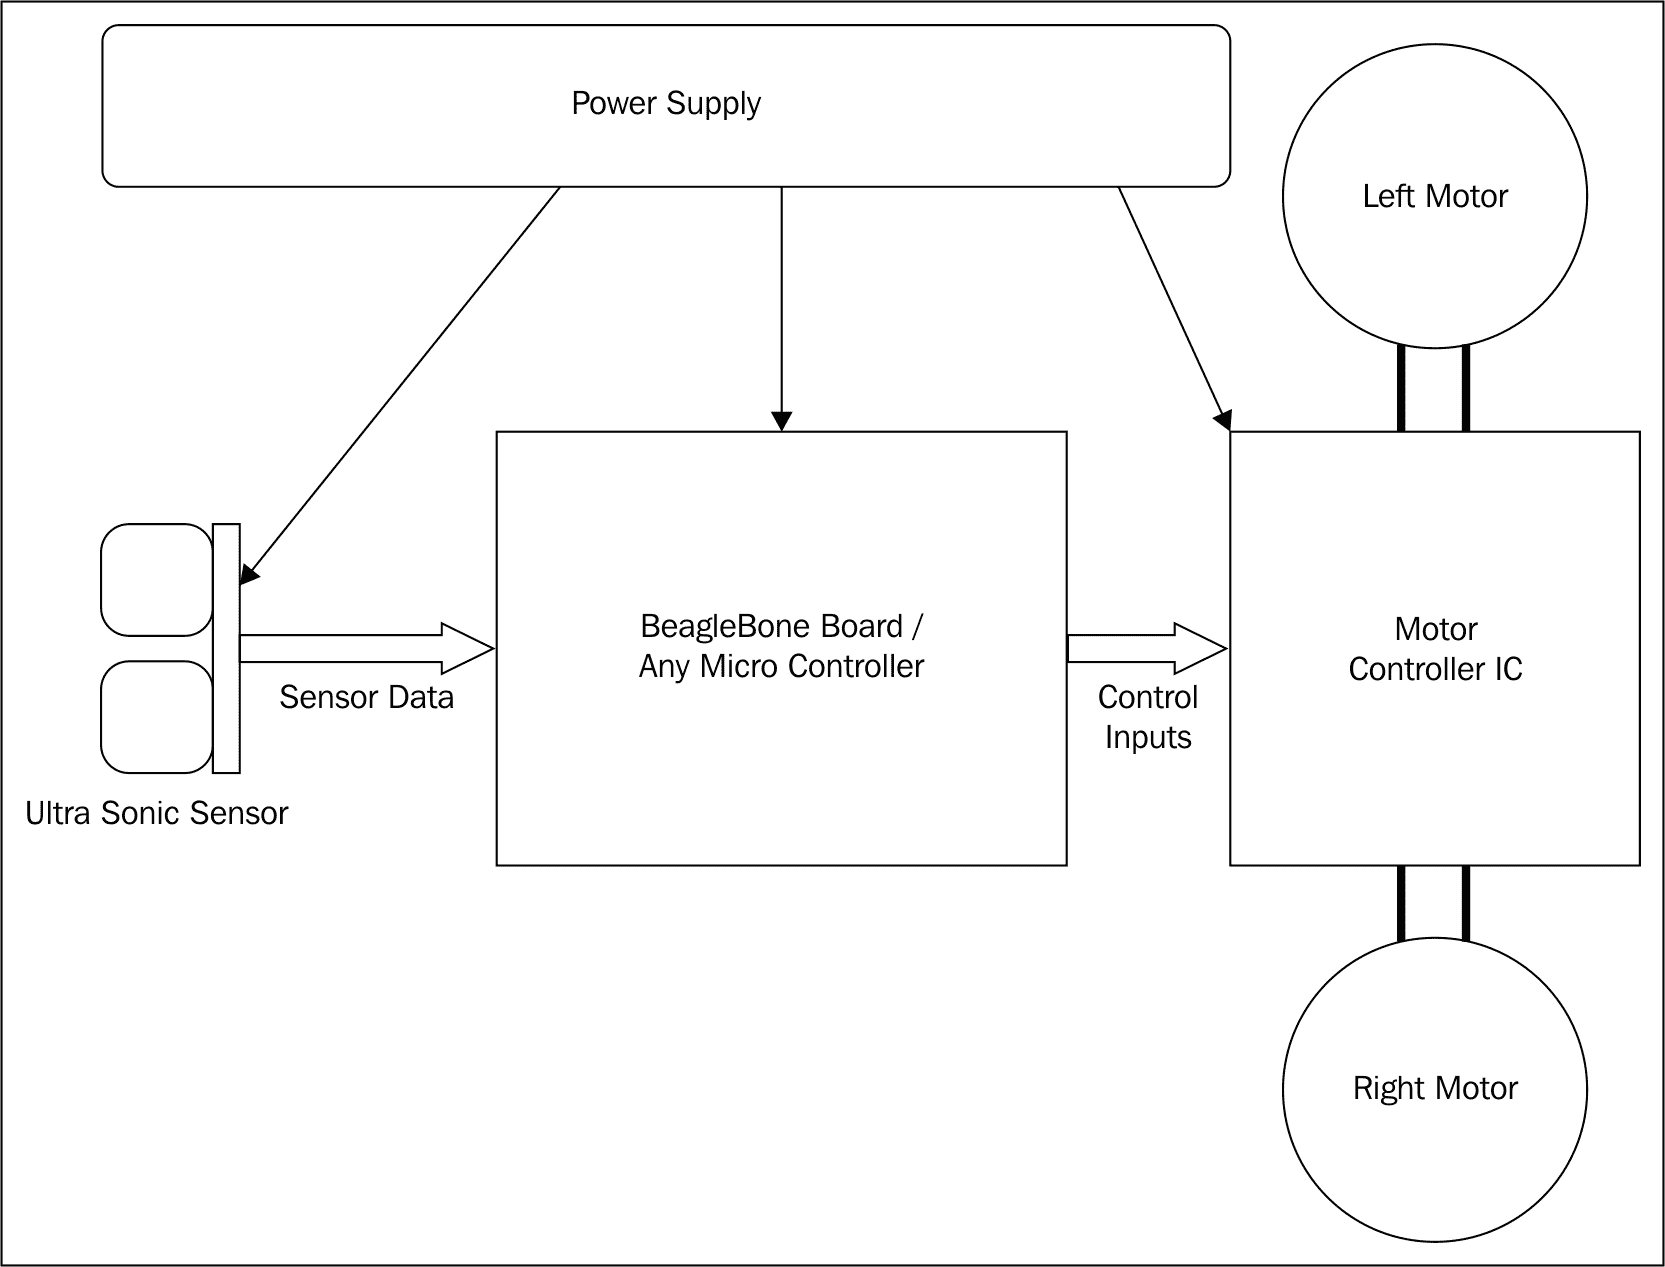 Power Supply
Left Motor
BeagleBone Board /
Any Micro Controller
Motor
Controller IC
Sensor Data
Control
Inputs
Ultra Sonic Sensor
Right Motor